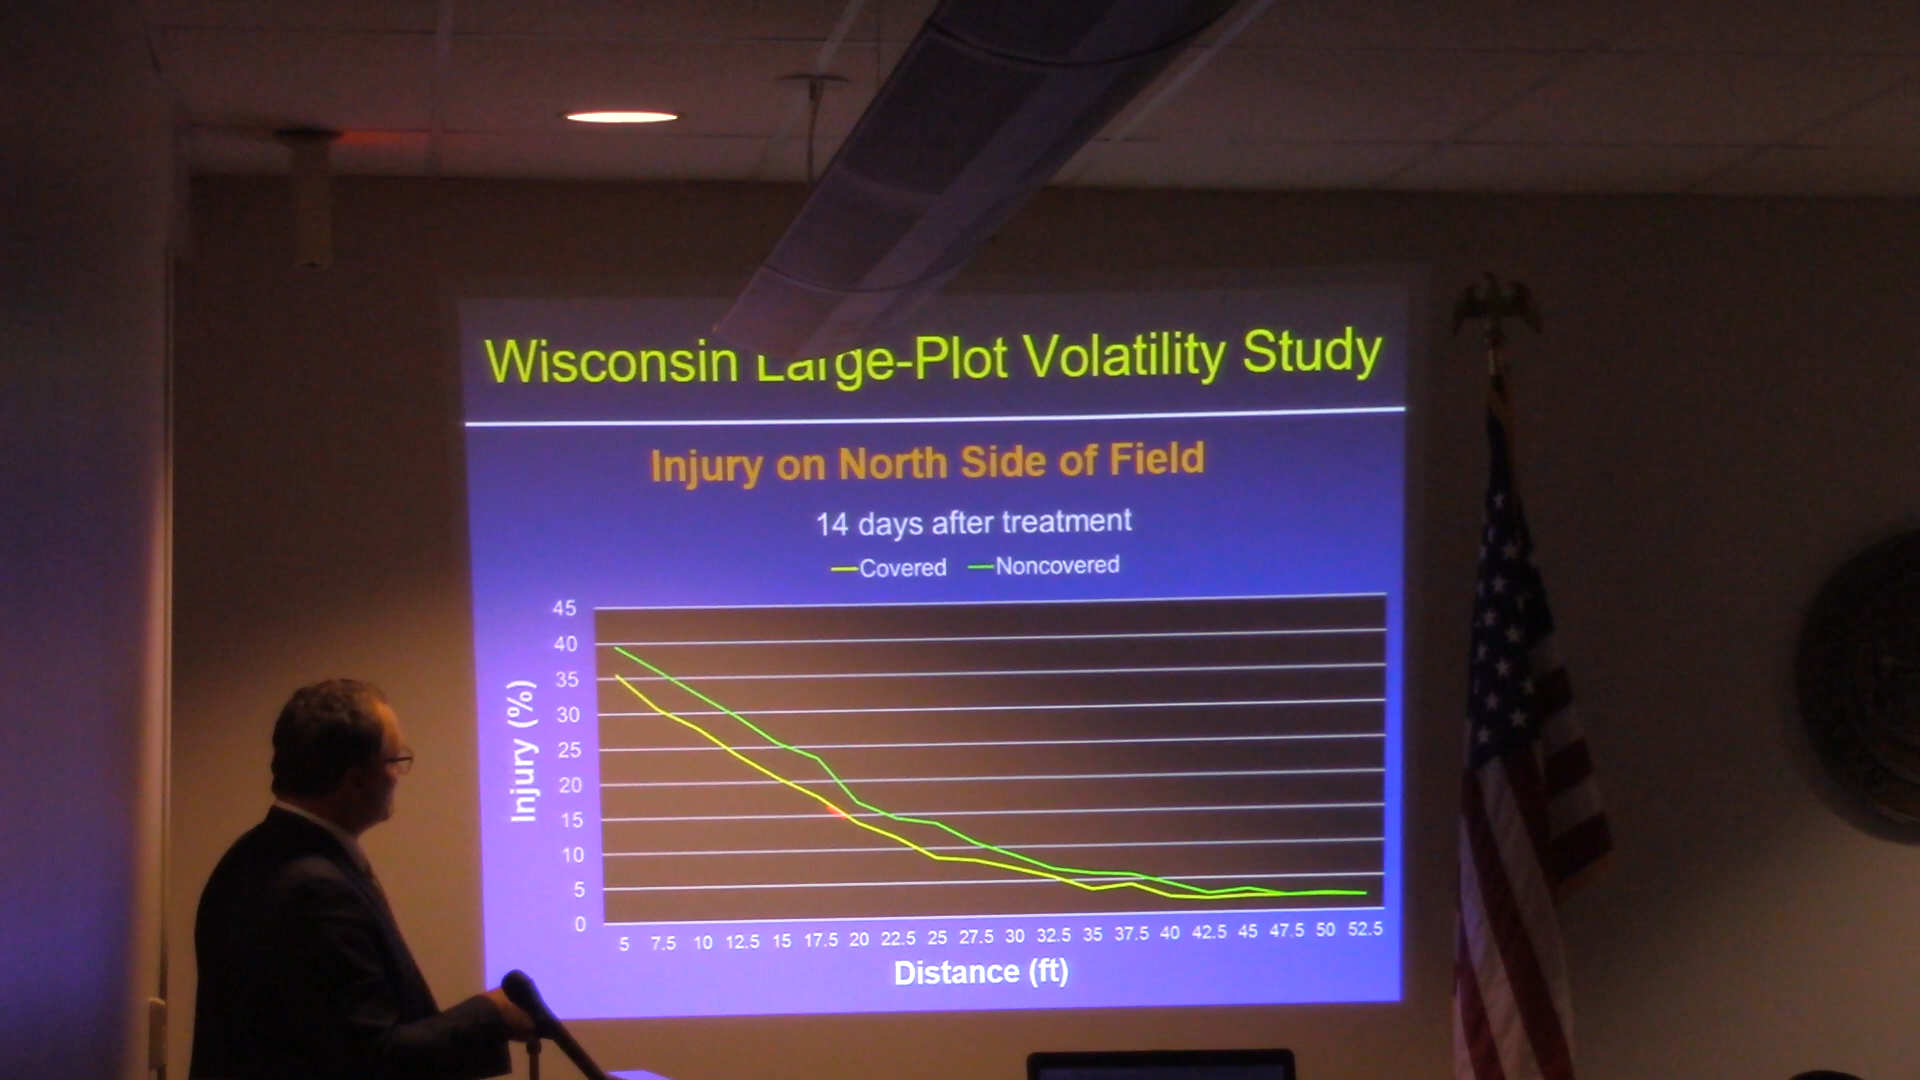 Wisconsin Large-Plot Volatility Study
Injury on North Side of Field
14 days after treatment
Covered Noncovered
45
40
35
30
25
20
15
10
5
0
Injury (%)
5 7.5 10 12.5 15 17.5 20 22.5 25 27.5 30 32.5 35 37.5 40 42.5 45 47.5 50 52.5
Distance (ft)